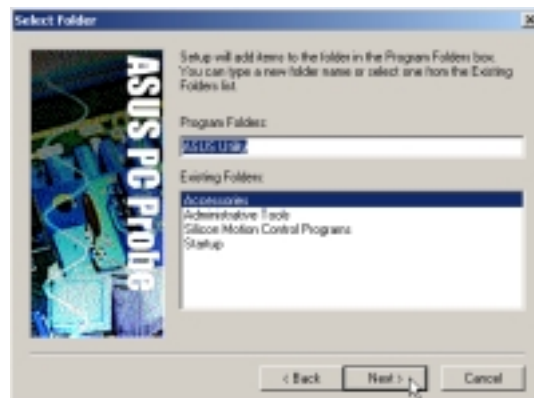 Select Folder
ASUS PC Probe
Setup will add items to the folder in the Program Folders box.
You can type a new folder name or select one from the Existing
Folders list.
Program Folders:
ASUS Utility
Existing Folders:
Accessories
Administrative Tools
Silicon Motion Control Programs
Startup
< Back
Next >
Cancel